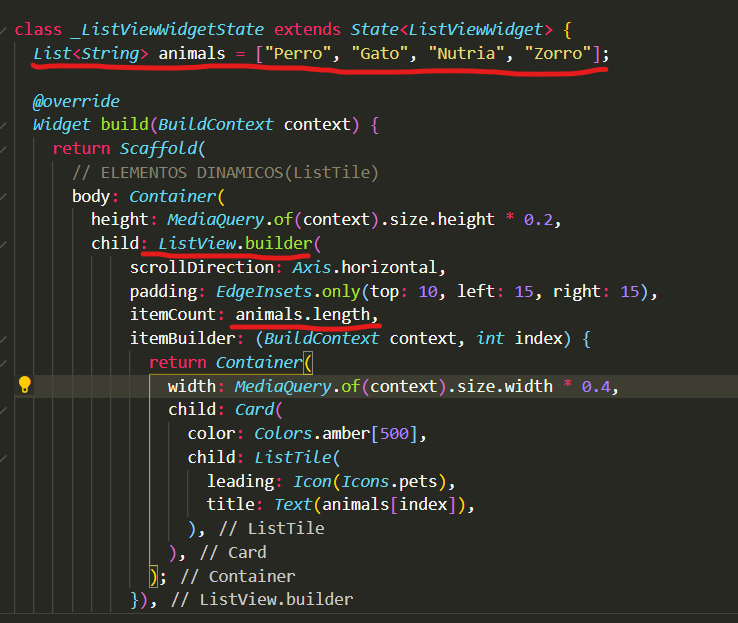 class _ListViewWidgetState extends State<ListViewWidget> {
  List<String> animals = ["Perro", "Gato", "Nutria", "Zorro"];

  @override
  Widget build(BuildContext context) {
    return Scaffold(
      // ELEMENTOS DINAMICOS(ListTile)
      body: Container(
        height: MediaQuery.of(context).size.height * 0.2,
        child: ListView.builder(
            scrollDirection: Axis.horizontal,
            padding: EdgeInsets.only(top: 10, left: 15, right: 15),
            itemCount: animals.length,
            itemBuilder: (BuildContext context, int index) {
              return Container(
                width: MediaQuery.of(context).size.width * 0.4,
                child: Card(
                  color: Colors.amber[500],
                  child: ListTile(
                    leading: Icon(Icons.pets),
                    title: Text(animals[index]),
                  ), // ListTile
                ), // Card
              ); // Container
            }), // ListView.builder